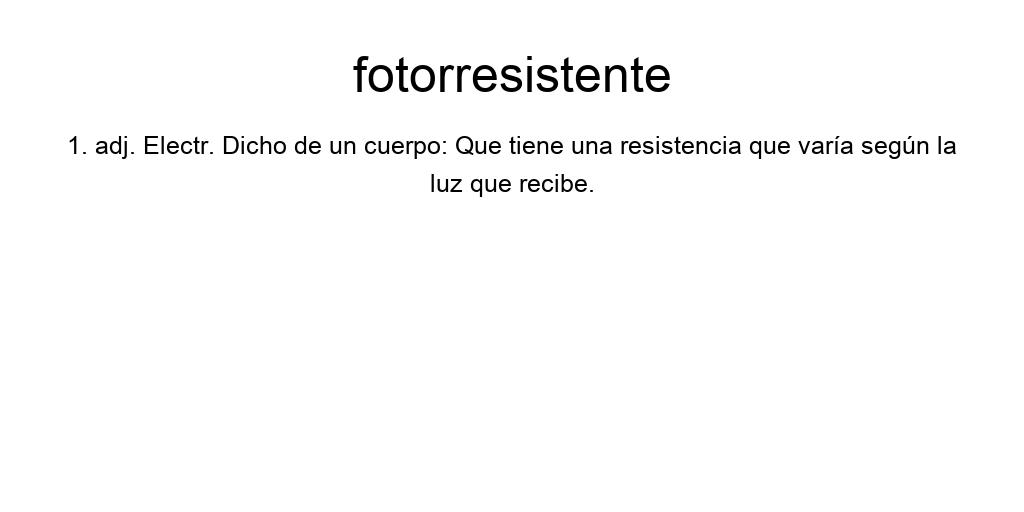 fotorresistente
1. adj. Electr. Dicho de un cuerpo: Que tiene una resistencia que varía según la
luz que recibe.